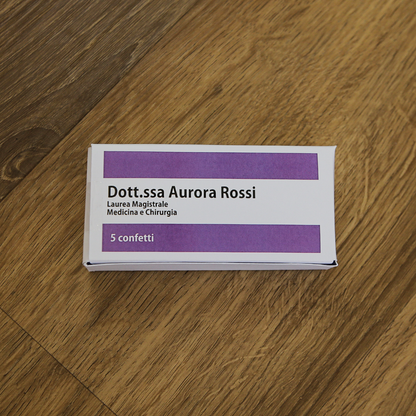 Dott.ssa Aurora Rossi
Laurea Magistrale
Medicina e Chirurgia
5 confetti